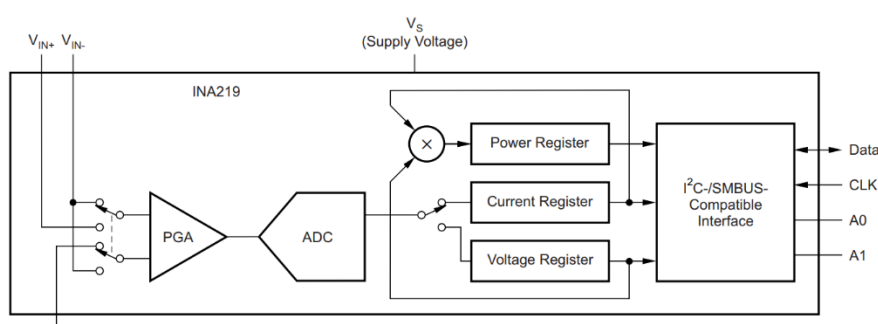 V_S
(Supply Voltage)
V_IN+ V_IN-
INA219
× Power Register
Data
I²C-/SMBUS-
Compatible
Interface
CLK
PGA
ADC
Current Register
A0
Voltage Register
A1